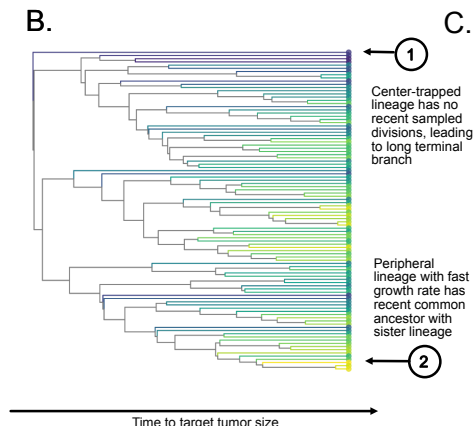 B.
C.
1
Center-trapped
lineage has no
recent sampled
divisions, leading
to long terminal
branch
Peripheral
lineage with fast
growth rate has
recent common
ancestor with
sister lineage
2
Time to target tumor size